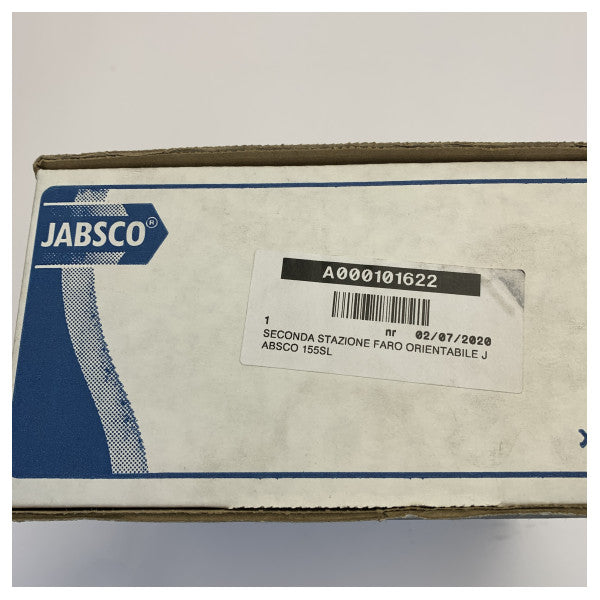 JABSCO®
A000101622
1 nr 02/07/2020
SECONDA STAZIONE FARO ORIENTABILE J
ABSCO 155SL